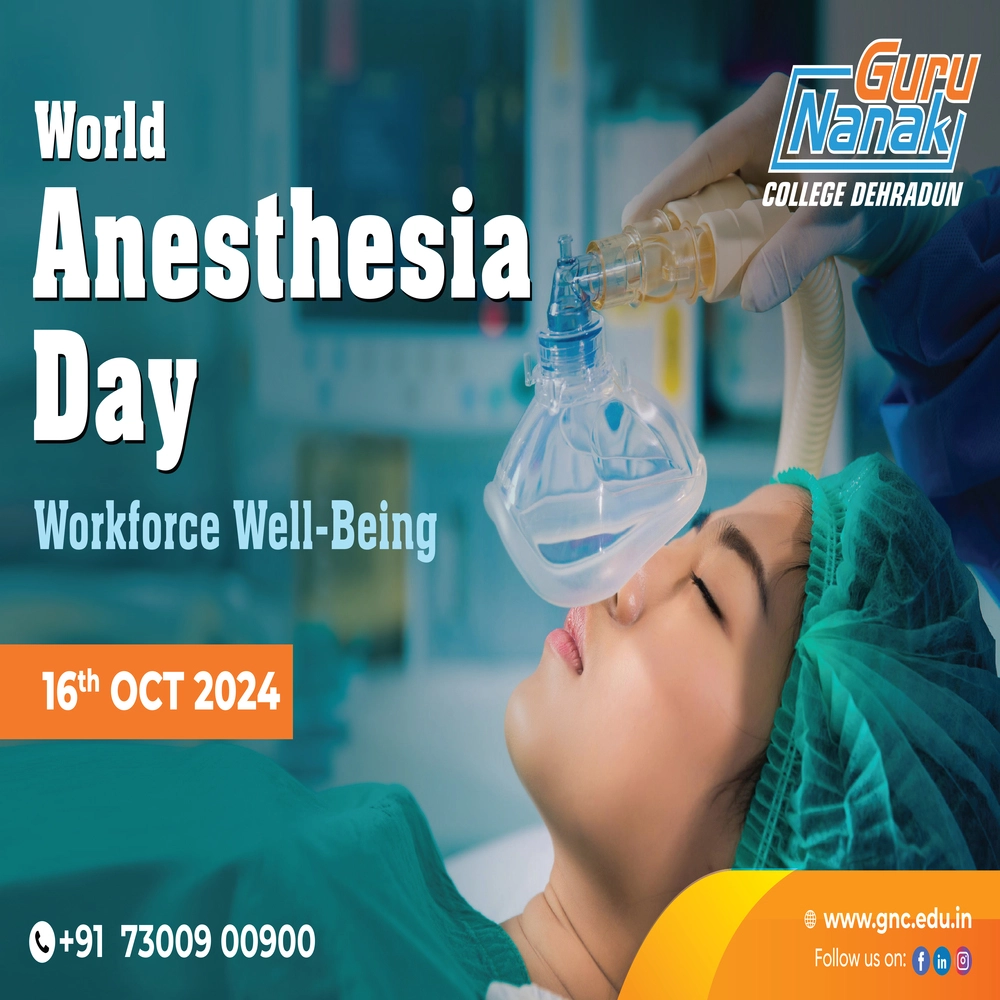 World
Anesthesia
Day
Workforce Well-Being
16th OCT 2024
Guru
Nanak
COLLEGE DEHRADUN
+91 73009 00900
www.gnc.edu.in
Follow us on: